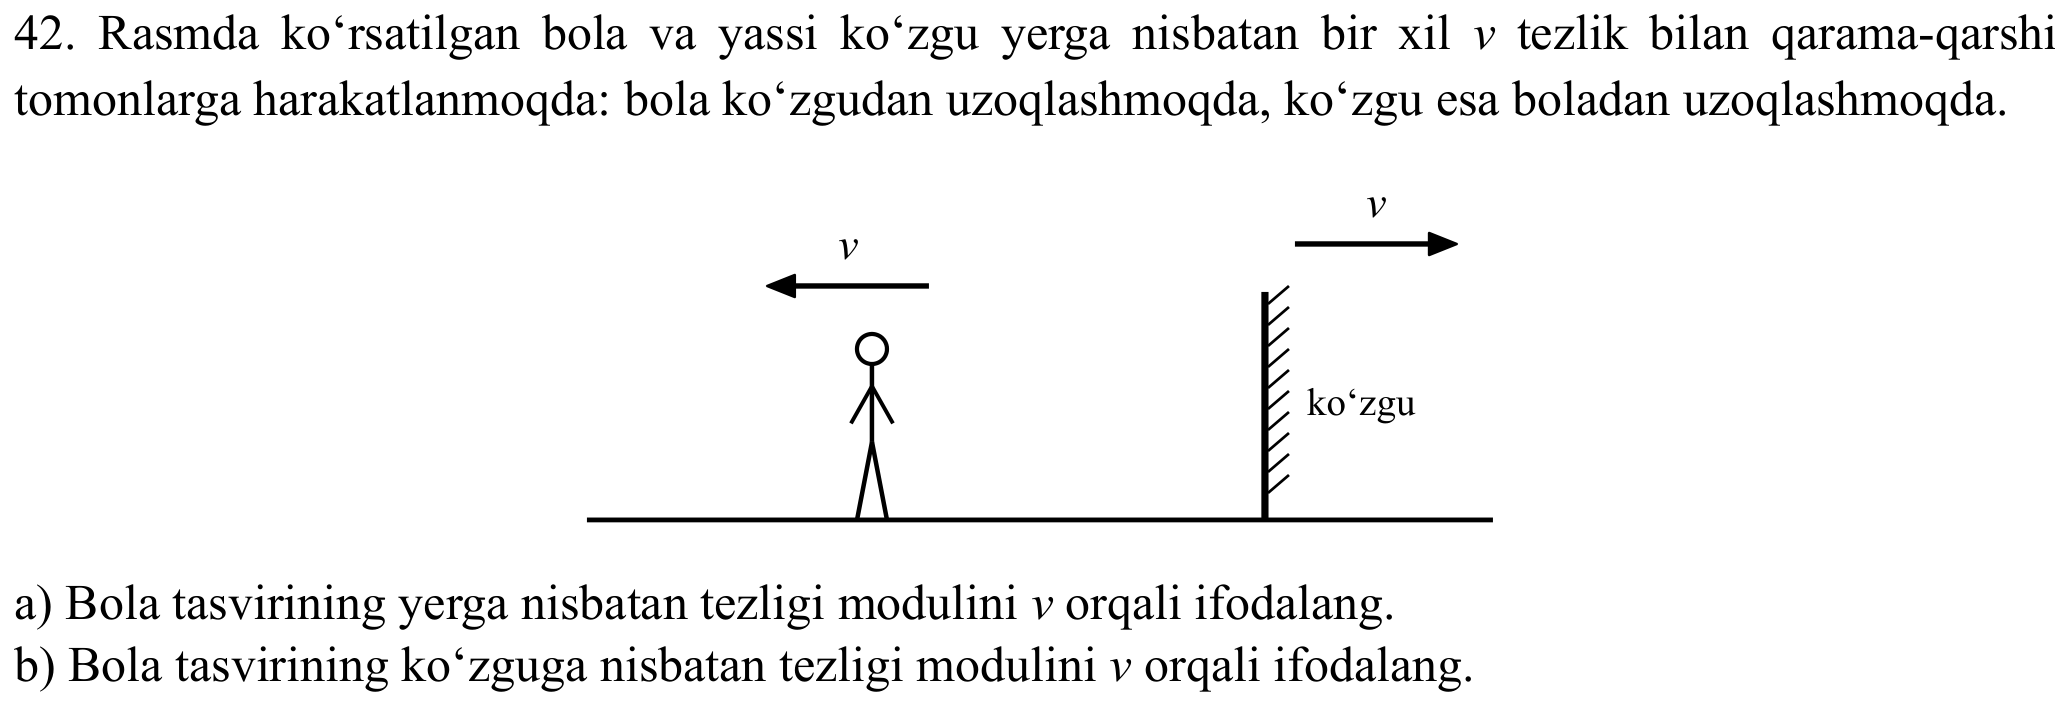 42. Rasmda ko‘rsatilgan bola va yassi ko‘zgu yerga nisbatan bir xil v tezlik bilan qarama-qarshi
tomonlarga harakatlanmoqda: bola ko‘zgudan uzoqlashmoqda, ko‘zgu esa boladan uzoqlashmoqda.
v
v
ko‘zgu
a) Bola tasvirining yerga nisbatan tezligi modulini v orqali ifodalang.
b) Bola tasvirining ko‘zguga nisbatan tezligi modulini v orqali ifodalang.